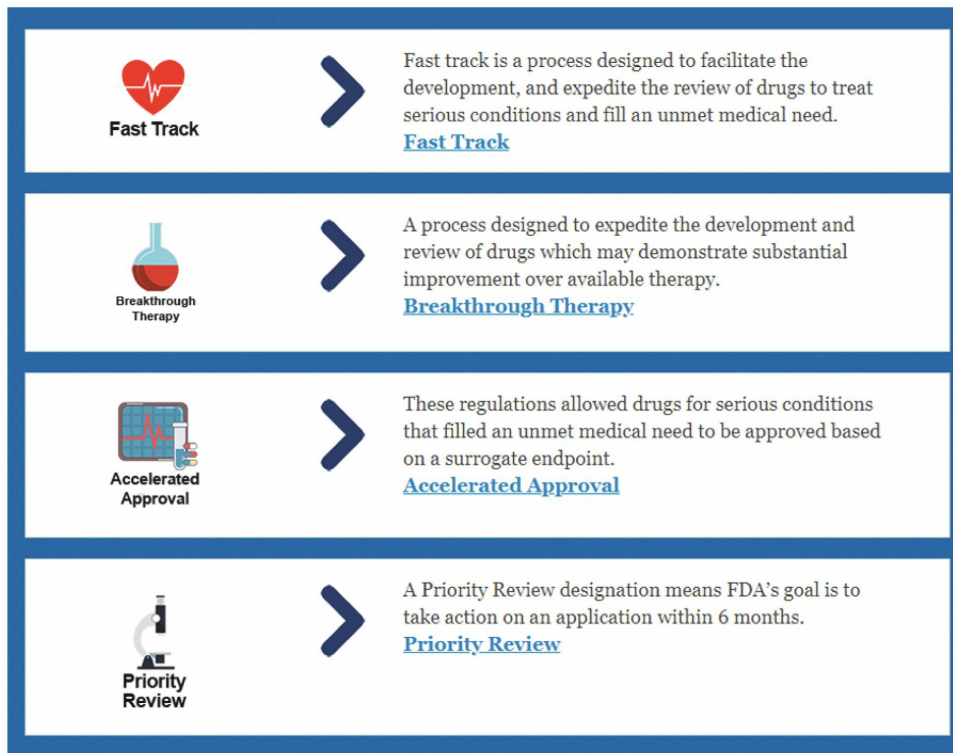 Fast Track
Fast track is a process designed to facilitate the
development, and expedite the review of drugs to treat
serious conditions and fill an unmet medical need.
Fast Track
Breakthrough
Therapy
A process designed to expedite the development and
review of drugs which may demonstrate substantial
improvement over available therapy.
Breakthrough Therapy
Accelerated
Approval
These regulations allowed drugs for serious conditions
that filled an unmet medical need to be approved based
on a surrogate endpoint.
Accelerated Approval
Priority
Review
A Priority Review designation means FDA’s goal is to
take action on an application within 6 months.
Priority Review